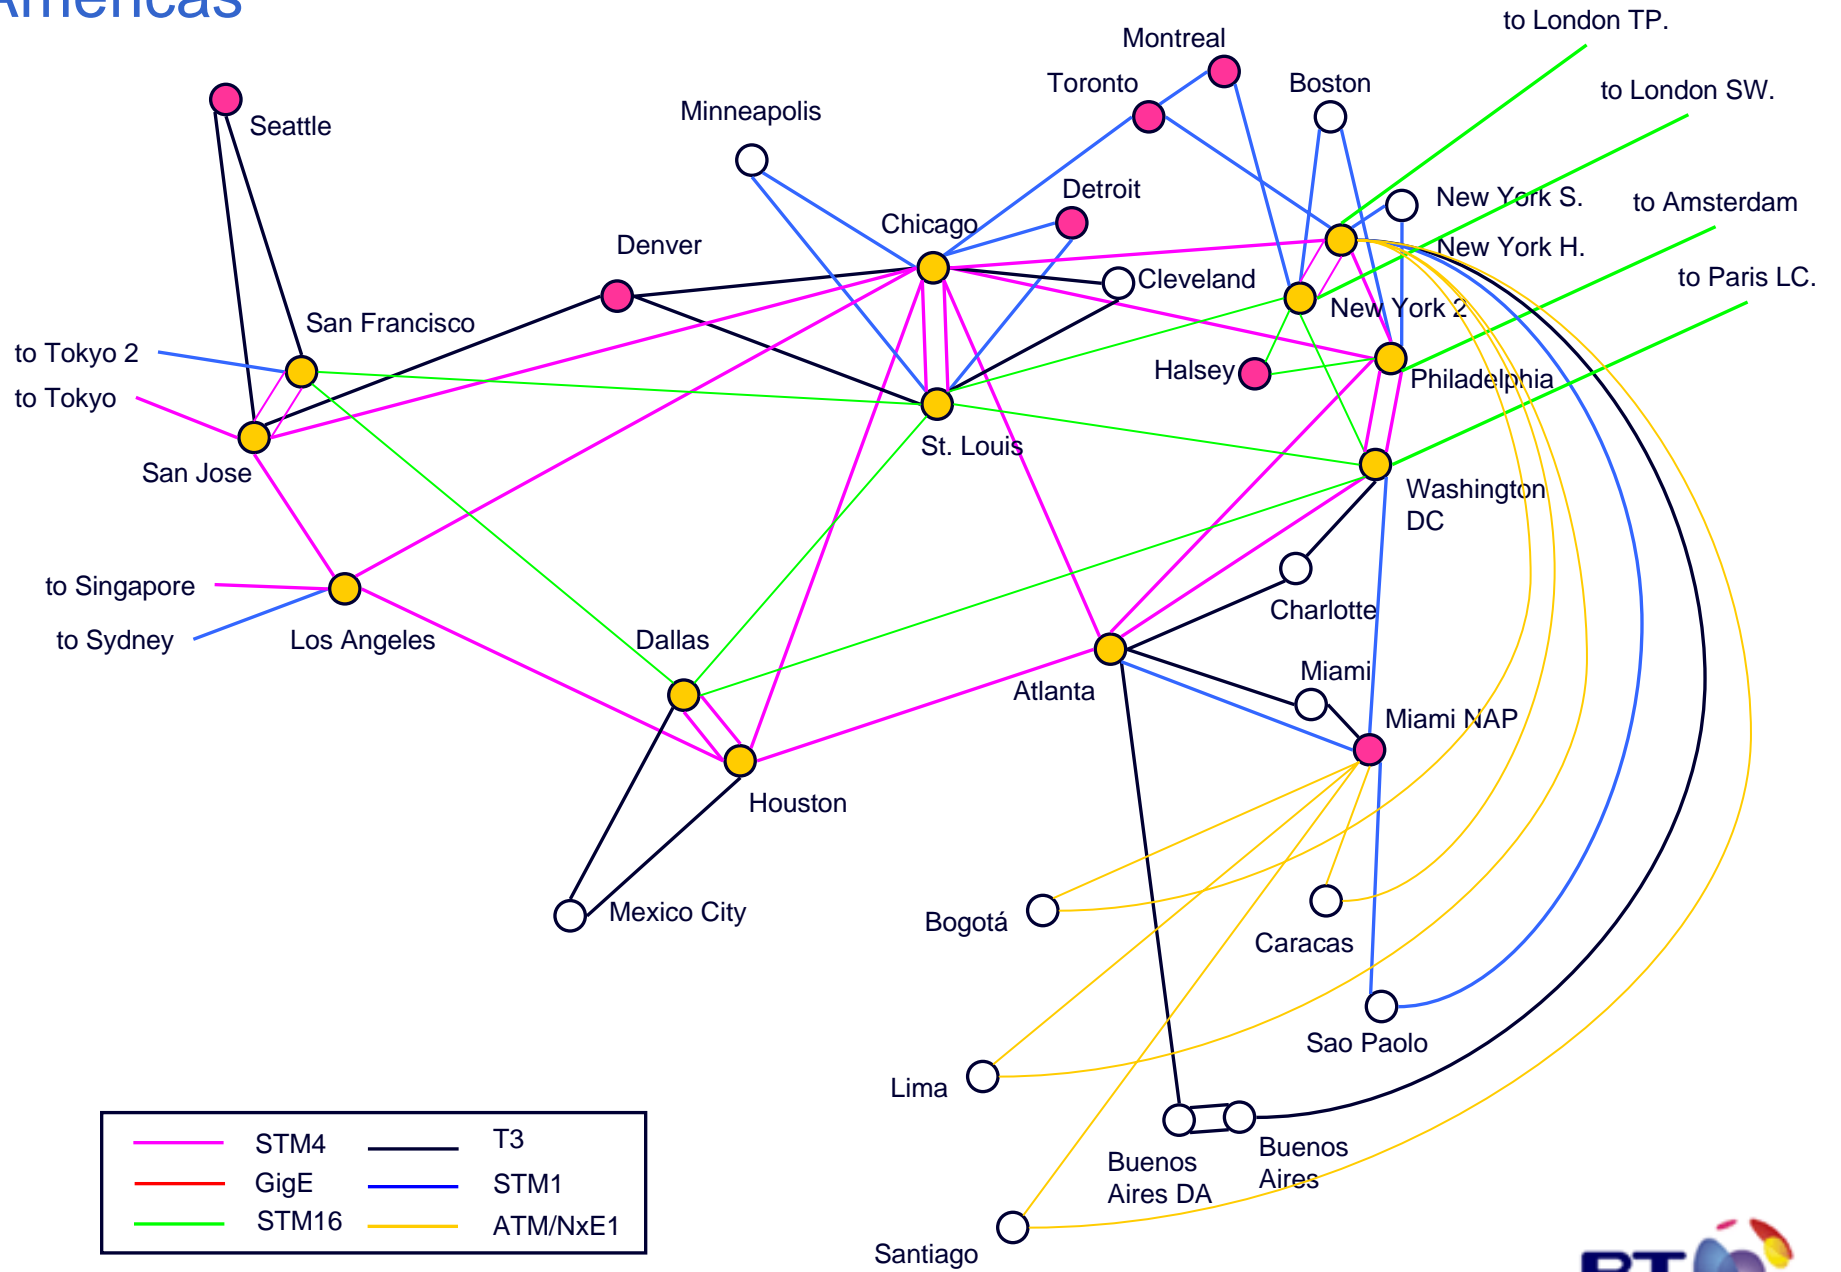 Americas
to London TP.
Montreal
Toronto
Boston
to London SW.
Minneapolis
Seattle
Detroit
New York S.
to Amsterdam
Chicago
Denver
New York H.
Cleveland
to Paris LC.
San Francisco
New York 2
to Tokyo 2
Halsey
Philadelphia
to Tokyo
St. Louis
San Jose
Washington
DC
to Singapore
Charlotte
to Sydney
Los Angeles
Dallas
Miami
Atlanta
Miami NAP
Houston
Mexico City
Bogotá
Caracas
Sao Paolo
Lima
Buenos
Aires DA
Buenos
Aires
Santiago
STM4
T3
GigE
STM1
STM16
ATM/NxE1
BT